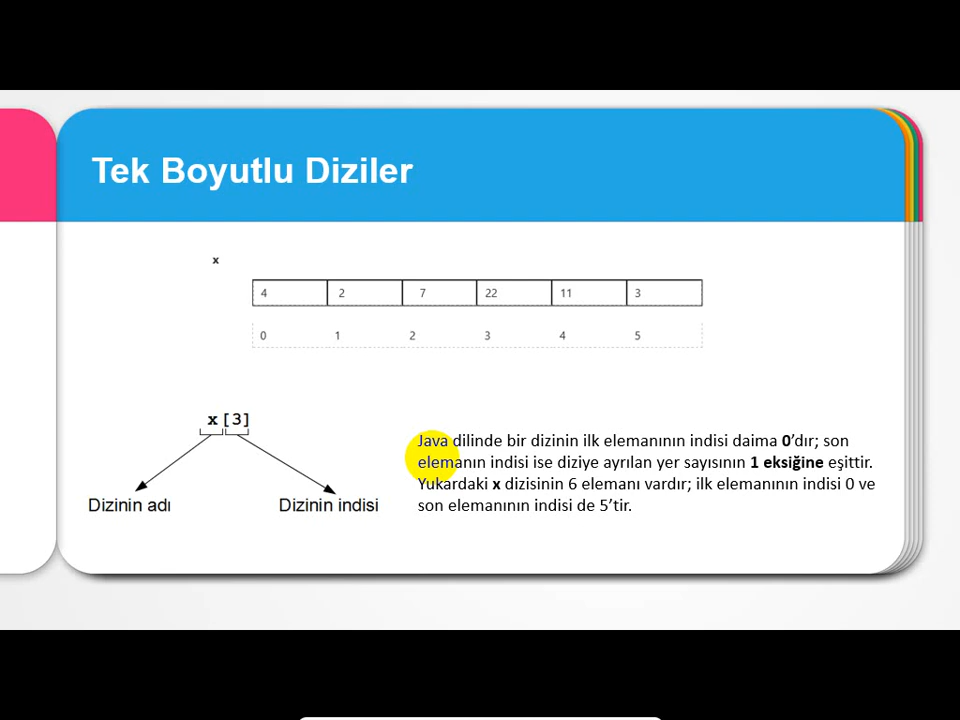 Tek Boyutlu Diziler
x
4 2 7 22 11 3
0 1 2 3 4 5
x[3]
Dizinin adı Dizinin indisi
Java dilinde bir dizinin ilk elemanının indisi daima 0’dır; son
elemanın indisi ise diziye ayrılan yer sayısının 1 eksiğine eşittir.
Yukardaki x dizisinin 6 elemanı vardır; ilk elemanının indisi 0 ve
son elemanının indisi de 5’tir.